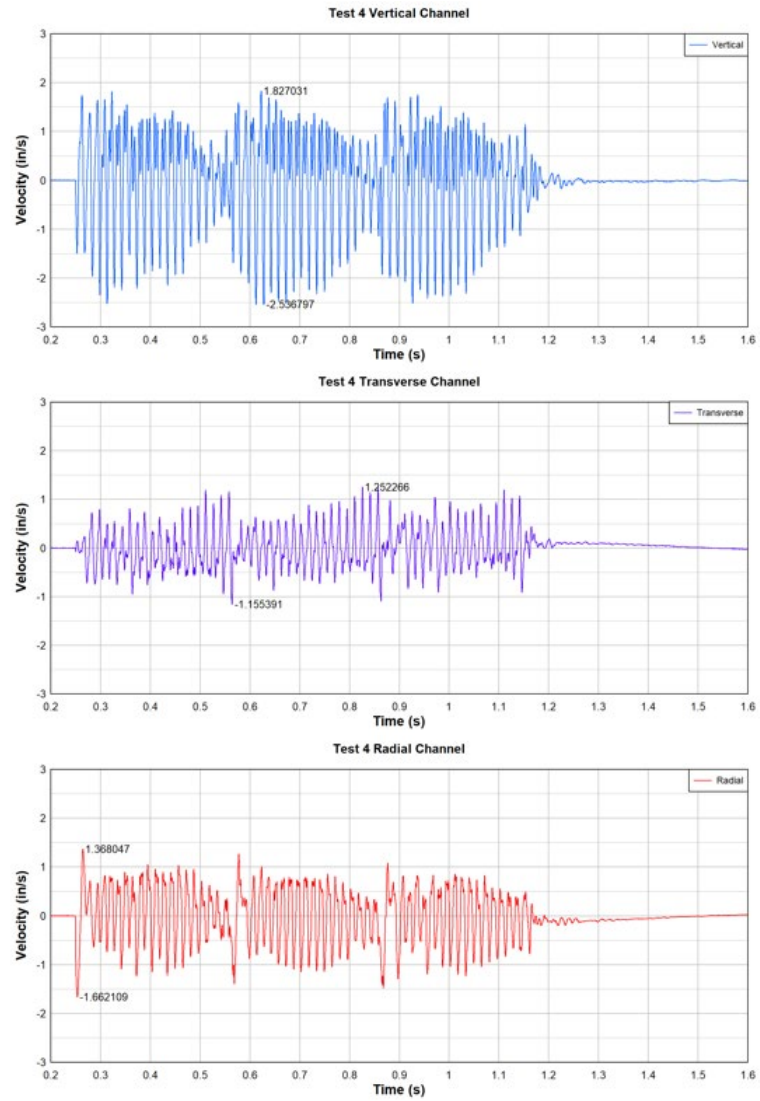 Test 4 Vertical Channel
3
Vertical
2
1.827031
1
Velocity (in/s)
0
-1
-2
-2.536797
-3
0.2 0.3 0.4 0.5 0.6 0.7 0.8 0.9 1 1.1 1.2 1.3 1.4 1.5 1.6
Time (s)
Test 4 Transverse Channel
3
Transverse
2
1.252266
1
Velocity (in/s)
0
-1
-1.155391
-2
-3
0.2 0.3 0.4 0.5 0.6 0.7 0.8 0.9 1 1.1 1.2 1.3 1.4 1.5 1.6
Time (s)
Test 4 Radial Channel
3
Radial
2
1.368047
1
Velocity (in/s)
0
-1
-1.662109
-2
-3
0.2 0.3 0.4 0.5 0.6 0.7 0.8 0.9 1 1.1 1.2 1.3 1.4 1.5 1.6
Time (s)